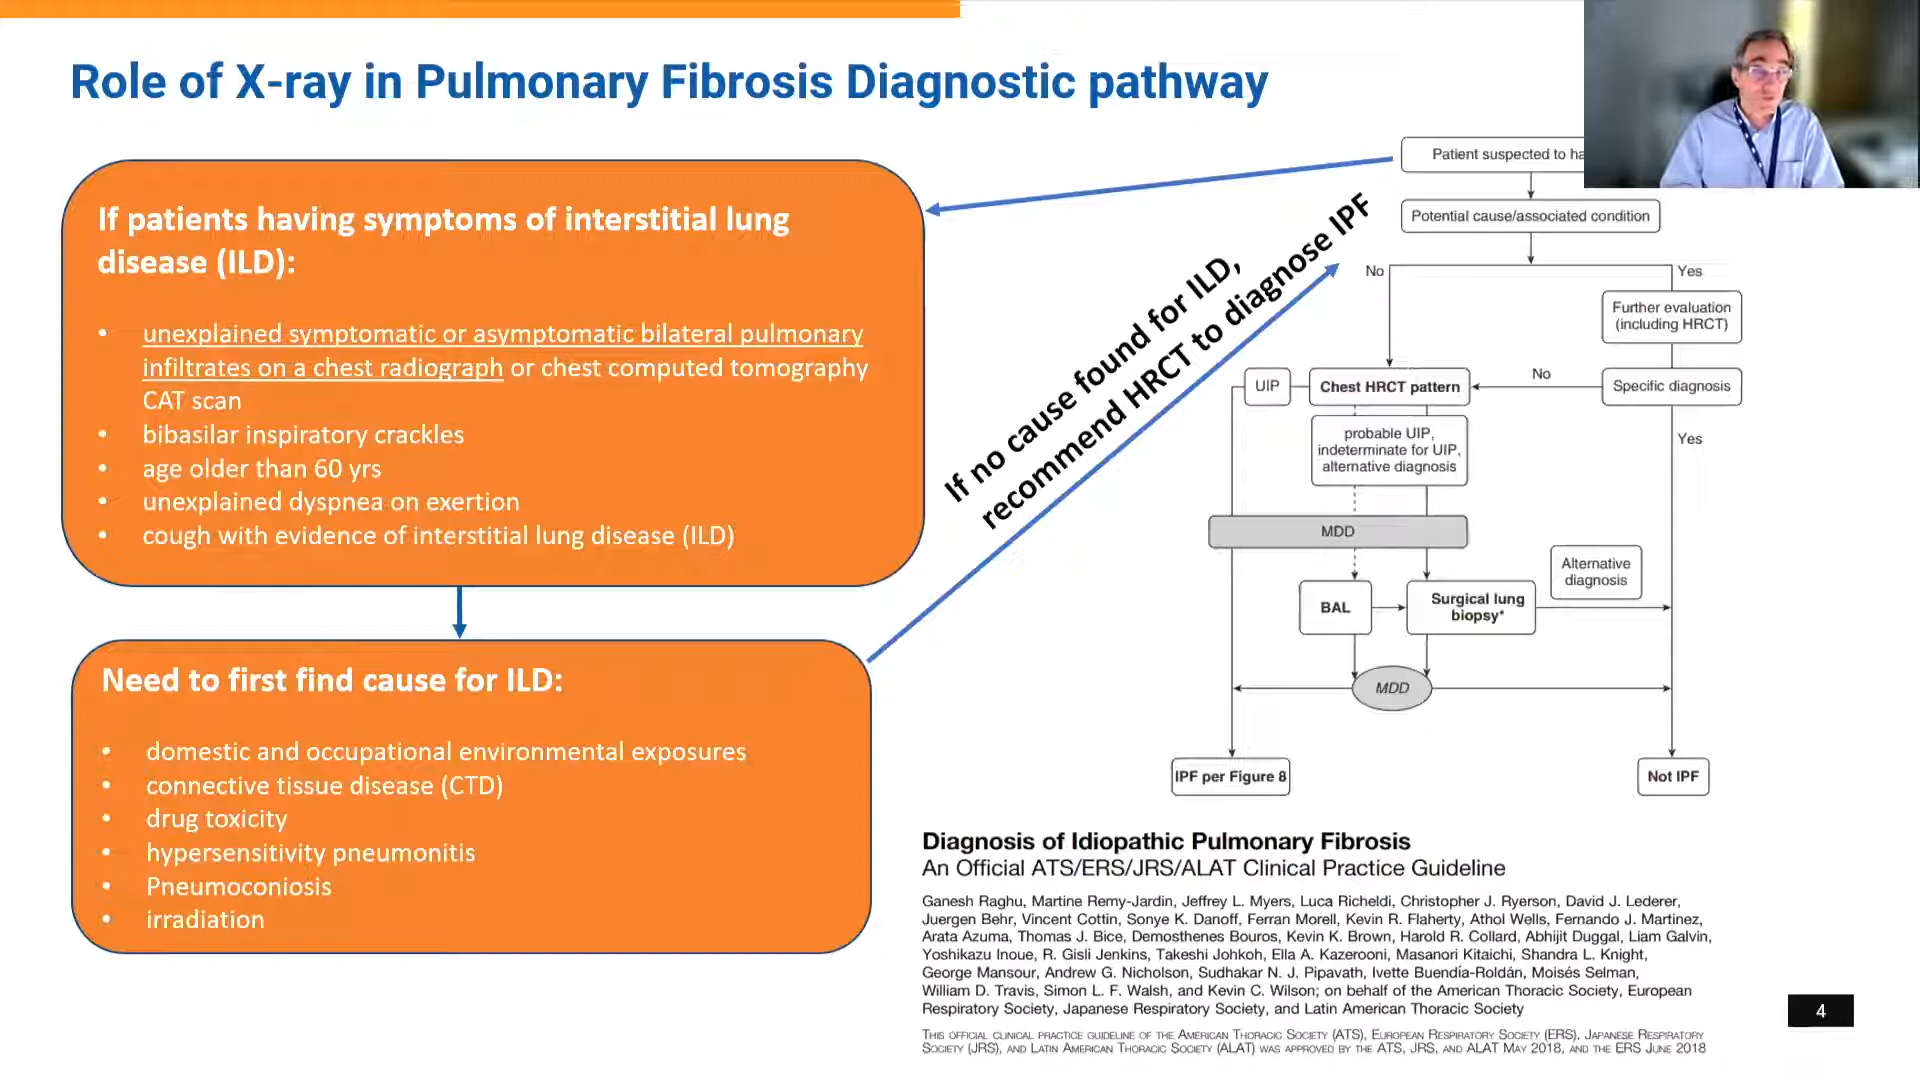 Role of X-ray in Pulmonary Fibrosis Diagnostic pathway
If patients having symptoms of interstitial lung
disease (ILD):
• unexplained symptomatic or asymptomatic bilateral pulmonary
infiltrates on a chest radiograph or chest computed tomography
CAT scan
• bibasilar inspiratory crackles
• age older than 60 yrs
• unexplained dyspnea on exertion
• cough with evidence of interstitial lung disease (ILD)
Need to first find cause for ILD:
• domestic and occupational environmental exposures
• connective tissue disease (CTD)
• drug toxicity
• hypersensitivity pneumonitis
• Pneumoconiosis
• irradiation
If no cause found for ILD,
recommend HRCT to diagnose IPF
Patient suspected to
Potential cause/associated condition
No
Yes
Further evaluation
(including HRCT)
UIP
Chest HRCT pattern
No
Specific diagnosis
probable UIP,
indeterminate for UIP,
alternative diagnosis
Yes
MDD
Alternative
diagnosis
BAL
Surgical lung
biopsy*
MDD
IPF per Figure 8
Not IPF
Diagnosis of Idiopathic Pulmonary Fibrosis
An Official ATS/ERS/JRS/ALAT Clinical Practice Guideline
Ganesh Raghu, Martine Remy-Jardin, Jeffrey L. Myers, Luca Richeldi, Christopher J. Ryerson, David J. Lederer,
Juergen Behr, Vincent Cottin, Sonye K. Danoff, Ferran Morell, Kevin R. Flaherty, Athol Wells, Fernando J. Martinez,
Arata Azuma, Thomas J. Bice, Demosthenes Bouros, Kevin K. Brown, Harold R. Collard, Abhijit Duggal, Liam Galvin,
Yoshikazu Inoue, R. Gisli Jenkins, Takeshi Johkoh, Ella A. Kazerooni, Masanori Kitaichi, Shandra L. Knight,
George Mansour, Andrew G. Nicholson, Sudhakar N. J. Pipavath, Ivette Buendía-Roldán, Moisés Selman,
William D. Travis, Simon L. F. Walsh, and Kevin C. Wilson; on behalf of the American Thoracic Society, European
Respiratory Society, Japanese Respiratory Society, and Latin American Thoracic Society
THIS OFFICIAL CLINICAL PRACTICE GUIDELINE OF THE AMERICAN THORACIC SOCIETY (ATS), EUROPEAN RESPIRATORY SOCIETY (ERS), JAPANESE RESPIRATORY
SOCIETY (JRS), AND LATIN AMERICAN THORACIC SOCIETY (ALAT) WAS APPROVED BY THE ATS, JRS, AND ALAT MAY 2018, AND THE ERS JUNE 2018
4